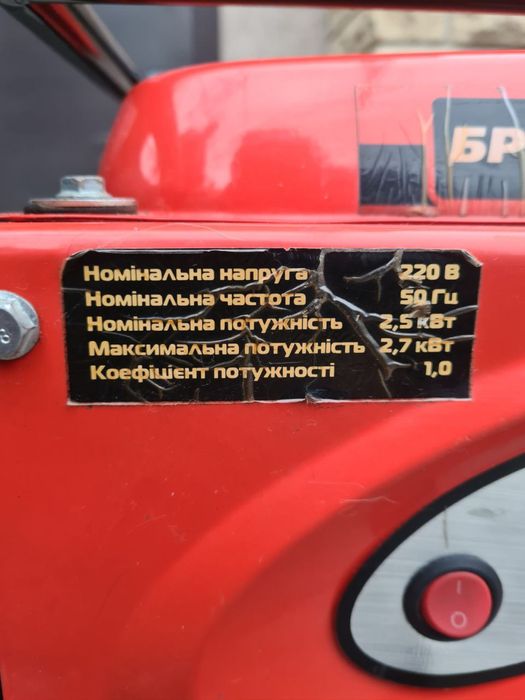 БР
Номінальна напруга 220 В
Номінальна частота 50 Гц
Номінальна потужність 2,5 кВт
Максимальна потужність 2,7 кВт
Коефіцієнт потужності 1,0